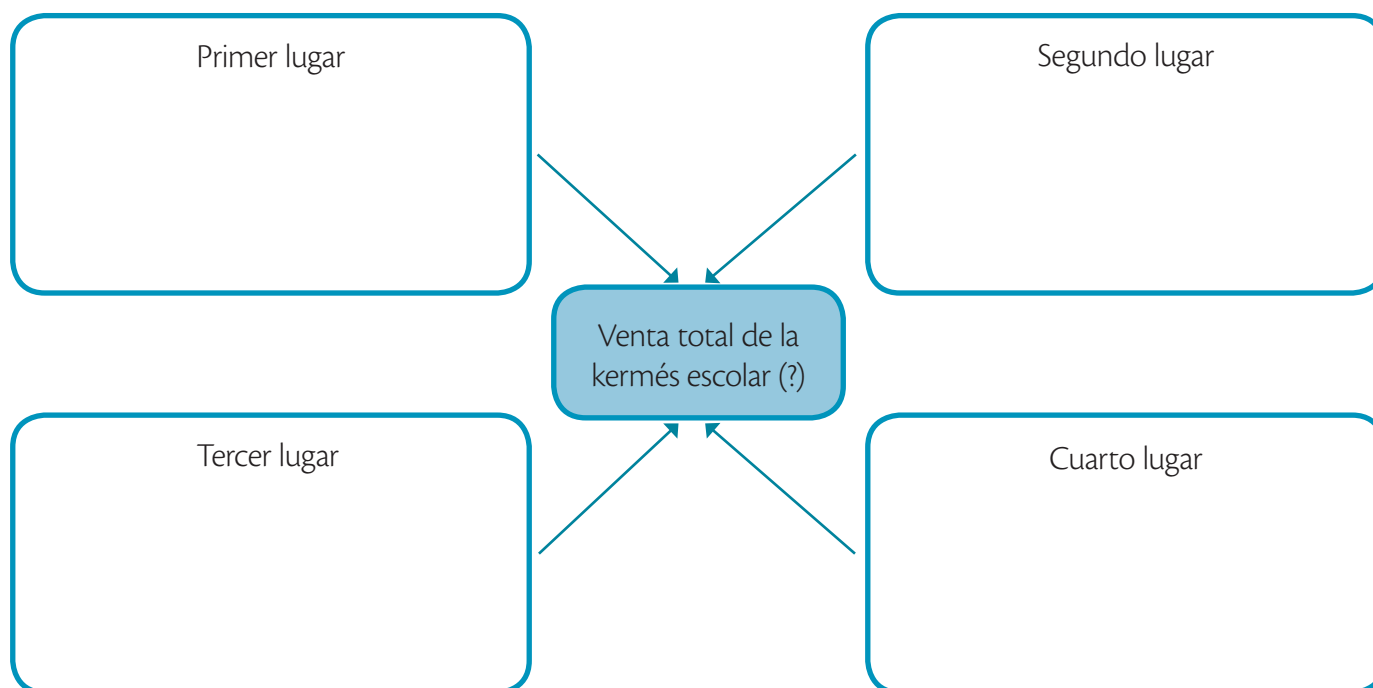 Primer lugar
Segundo lugar
Venta total de la
kermés escolar (?)
Tercer lugar
Cuarto lugar